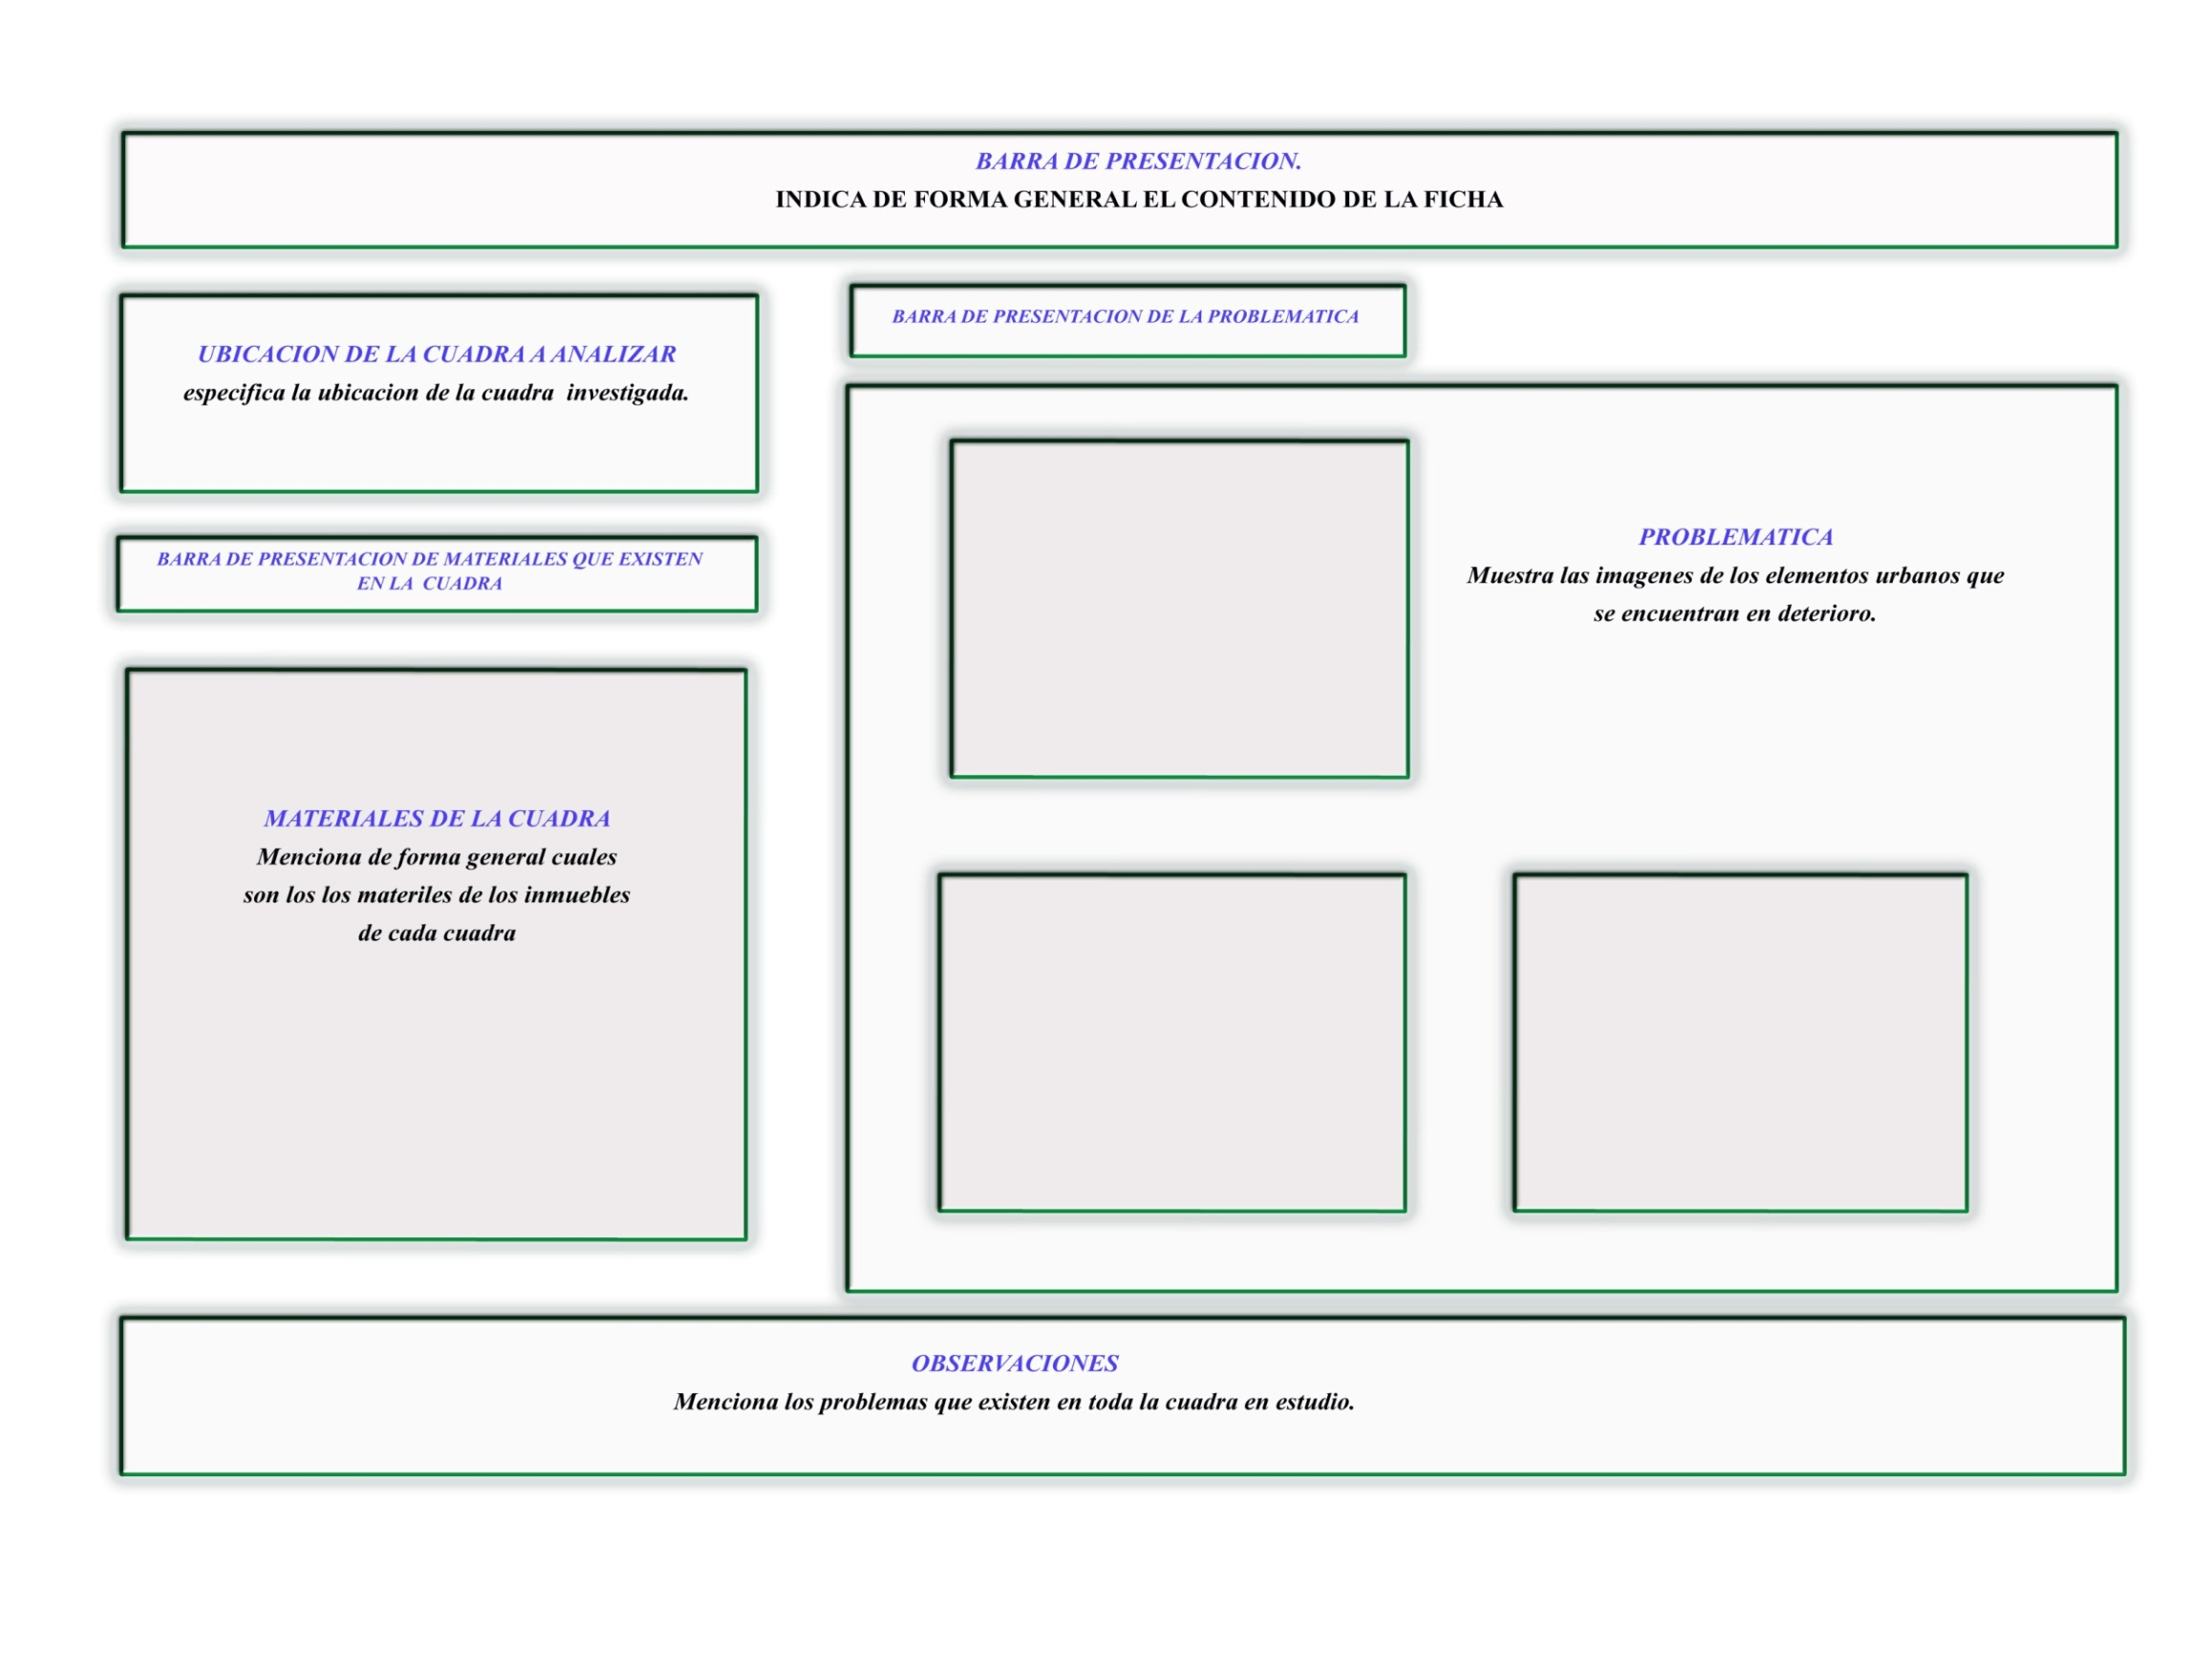 BARRA DE PRESENTACION.
INDICA DE FORMA GENERAL EL CONTENIDO DE LA FICHA
UBICACION DE LA CUADRA A ANALIZAR
especifica la ubicacion de la cuadra investigada.
BARRA DE PRESENTACION DE MATERIALES QUE EXISTEN
EN LA CUADRA
MATERIALES DE LA CUADRA
Menciona de forma general cuales
son los los materiles de los inmuebles
de cada cuadra
BARRA DE PRESENTACION DE LA PROBLEMATICA
PROBLEMATICA
Muestra las imagenes de los elementos urbanos que
se encuentran en deterioro.
OBSERVACIONES
Menciona los problemas que existen en toda la cuadra en estudio.